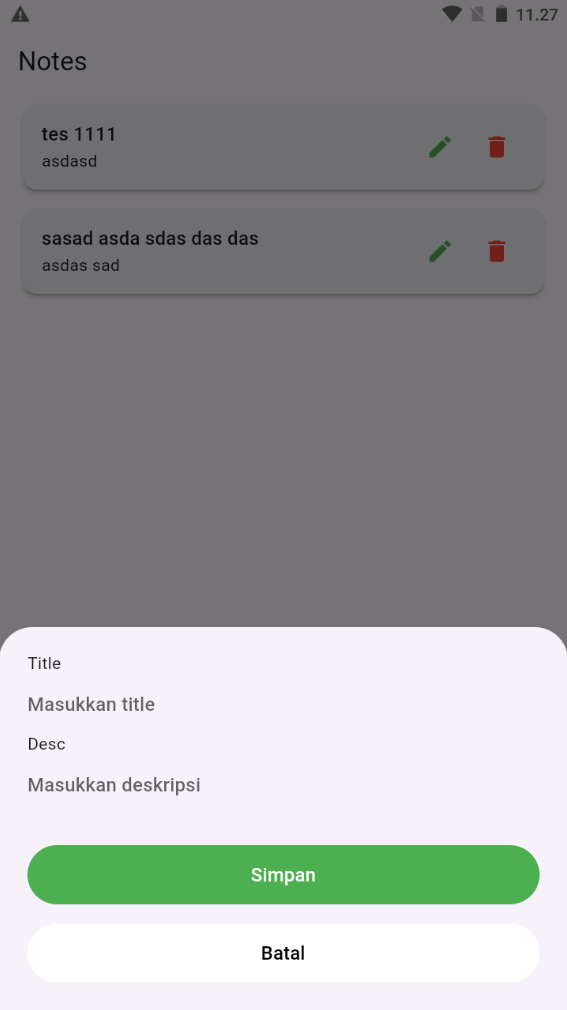 11.27
Notes
tes 1111
asdasd
sasad asda sdas das das
asdas sad
Title
Masukkan title
Desc
Masukkan deskripsi
Simpan
Batal